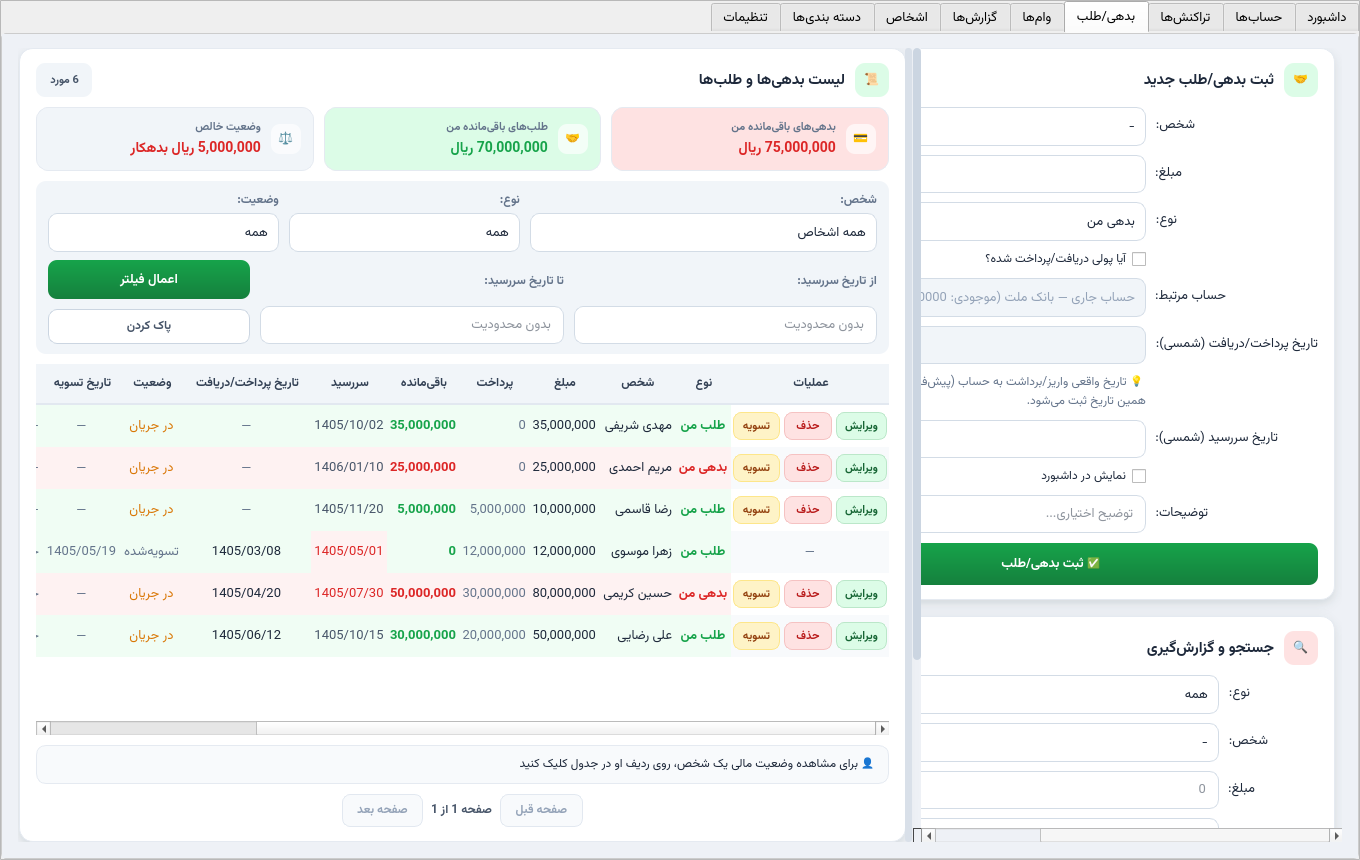 داشبورد
حساب‌ها
تراکنش‌ها
بدهی/طلب
وام‌ها
گزارش‌ها
اشخاص
دسته بندی‌ها
تنظیمات
ثبت بدهی/طلب جدید
شخص:
-
مبلغ:
نوع:
بدهی من
آیا پولی دریافت/پرداخت شده؟
حساب مرتبط:
حساب جاری — بانک ملت (موجودی: 0000
تاریخ پرداخت/دریافت (شمسی):
💡 تاریخ واقعی واریز/برداشت به حساب (پیش‌ف
همین تاریخ ثبت می‌شود.
تاریخ سررسید (شمسی):
نمایش در داشبورد
توضیحات:
توضیح اختیاری...
✅ ثبت بدهی/طلب
جستجو و گزارش‌گیری
نوع:
همه
شخص:
-
مبلغ:
0
لیست بدهی‌ها و طلب‌ها
6 مورد
بدهی‌های باقی‌مانده من
75,000,000 ریال
طلب‌های باقی‌مانده من
70,000,000 ریال
وضعیت خالص
5,000,000 ریال بدهکار
شخص:
نوع:
وضعیت:
همه اشخاص
همه
همه
از تاریخ سررسید:
تا تاریخ سررسید:
اعمال فیلتر
بدون محدودیت
بدون محدودیت
پاک کردن
عملیات نوع شخص مبلغ پرداخت باقی‌مانده سررسید تاریخ پرداخت/دریافت وضعیت تاریخ تسویه
ویرایش حذف تسویه طلب من مهدی شریفی 35,000,000 0 35,000,000 1405/10/02 — در جریان —
ویرایش حذف تسویه بدهی من مریم احمدی 25,000,000 0 25,000,000 1406/01/10 — در جریان —
ویرایش حذف تسویه طلب من رضا قاسمی 10,000,000 5,000,000 5,000,000 1405/11/20 — در جریان —
— طلب من زهرا موسوی 12,000,000 12,000,000 0 1405/05/01 1405/03/08 تسویه‌شده 1405/05/19
ویرایش حذف تسویه بدهی من حسین کریمی 80,000,000 30,000,000 50,000,000 1405/07/30 1405/04/20 در جریان —
ویرایش حذف تسویه طلب من علی رضایی 50,000,000 20,000,000 30,000,000 1405/10/15 1405/06/12 در جریان —
👤 برای مشاهده وضعیت مالی یک شخص، روی ردیف او در جدول کلیک کنید
صفحه قبل
صفحه 1 از 1
صفحه بعد